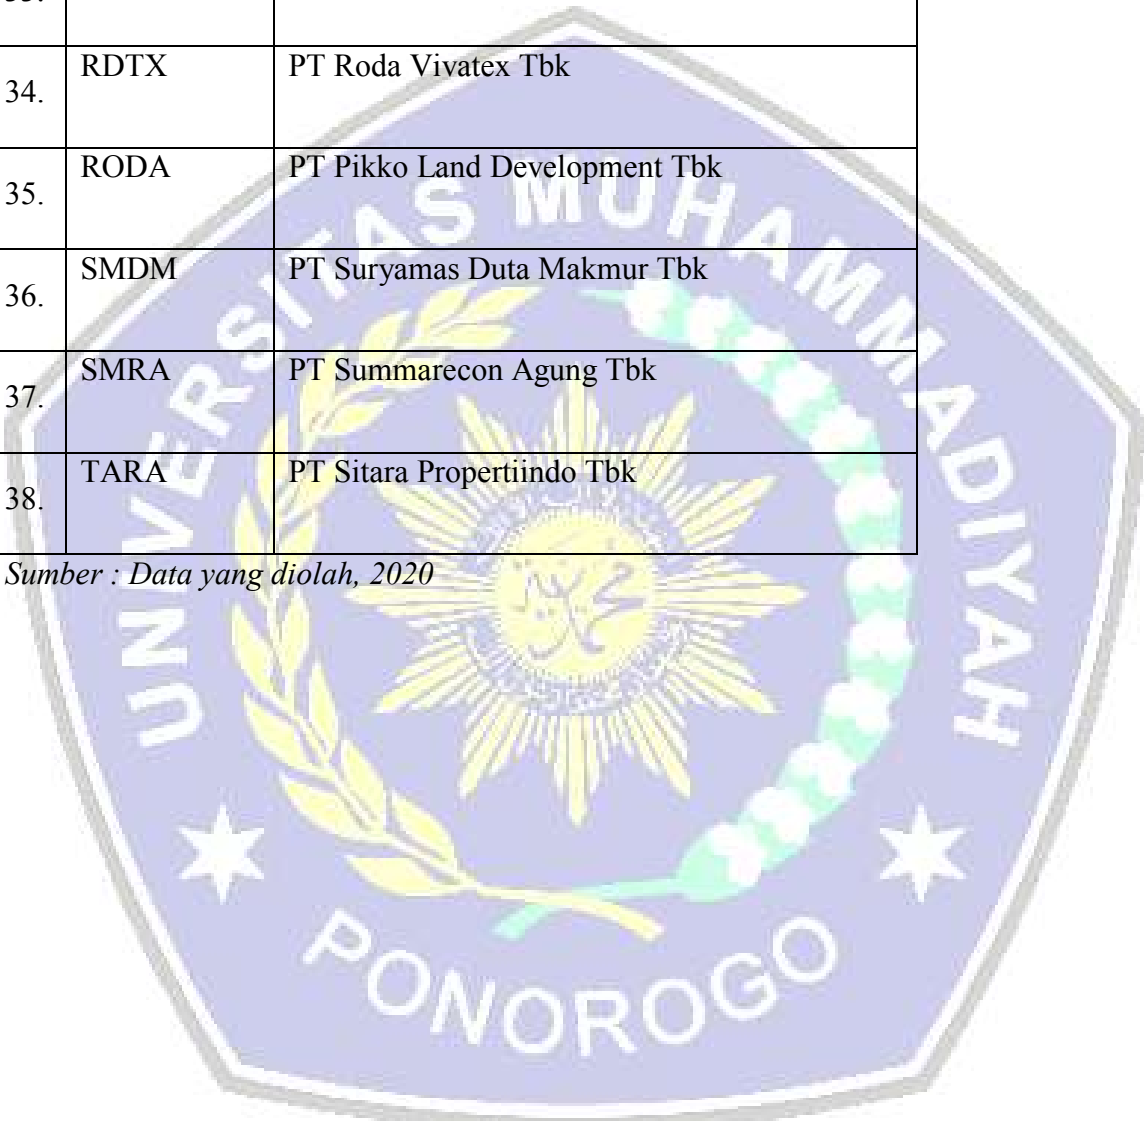 34. RDTX PT Roda Vivatex Tbk
35. RODA PT Pikko Land Development Tbk
36. SMDM PT Suryamas Duta Makmur Tbk
37. SMRA PT Summarecon Agung Tbk
38. TARA PT Sitara Propertiindo Tbk
Sumber : Data yang diolah, 2020
UNIVERSITAS MUHAMMADIYAH
PONOROGO